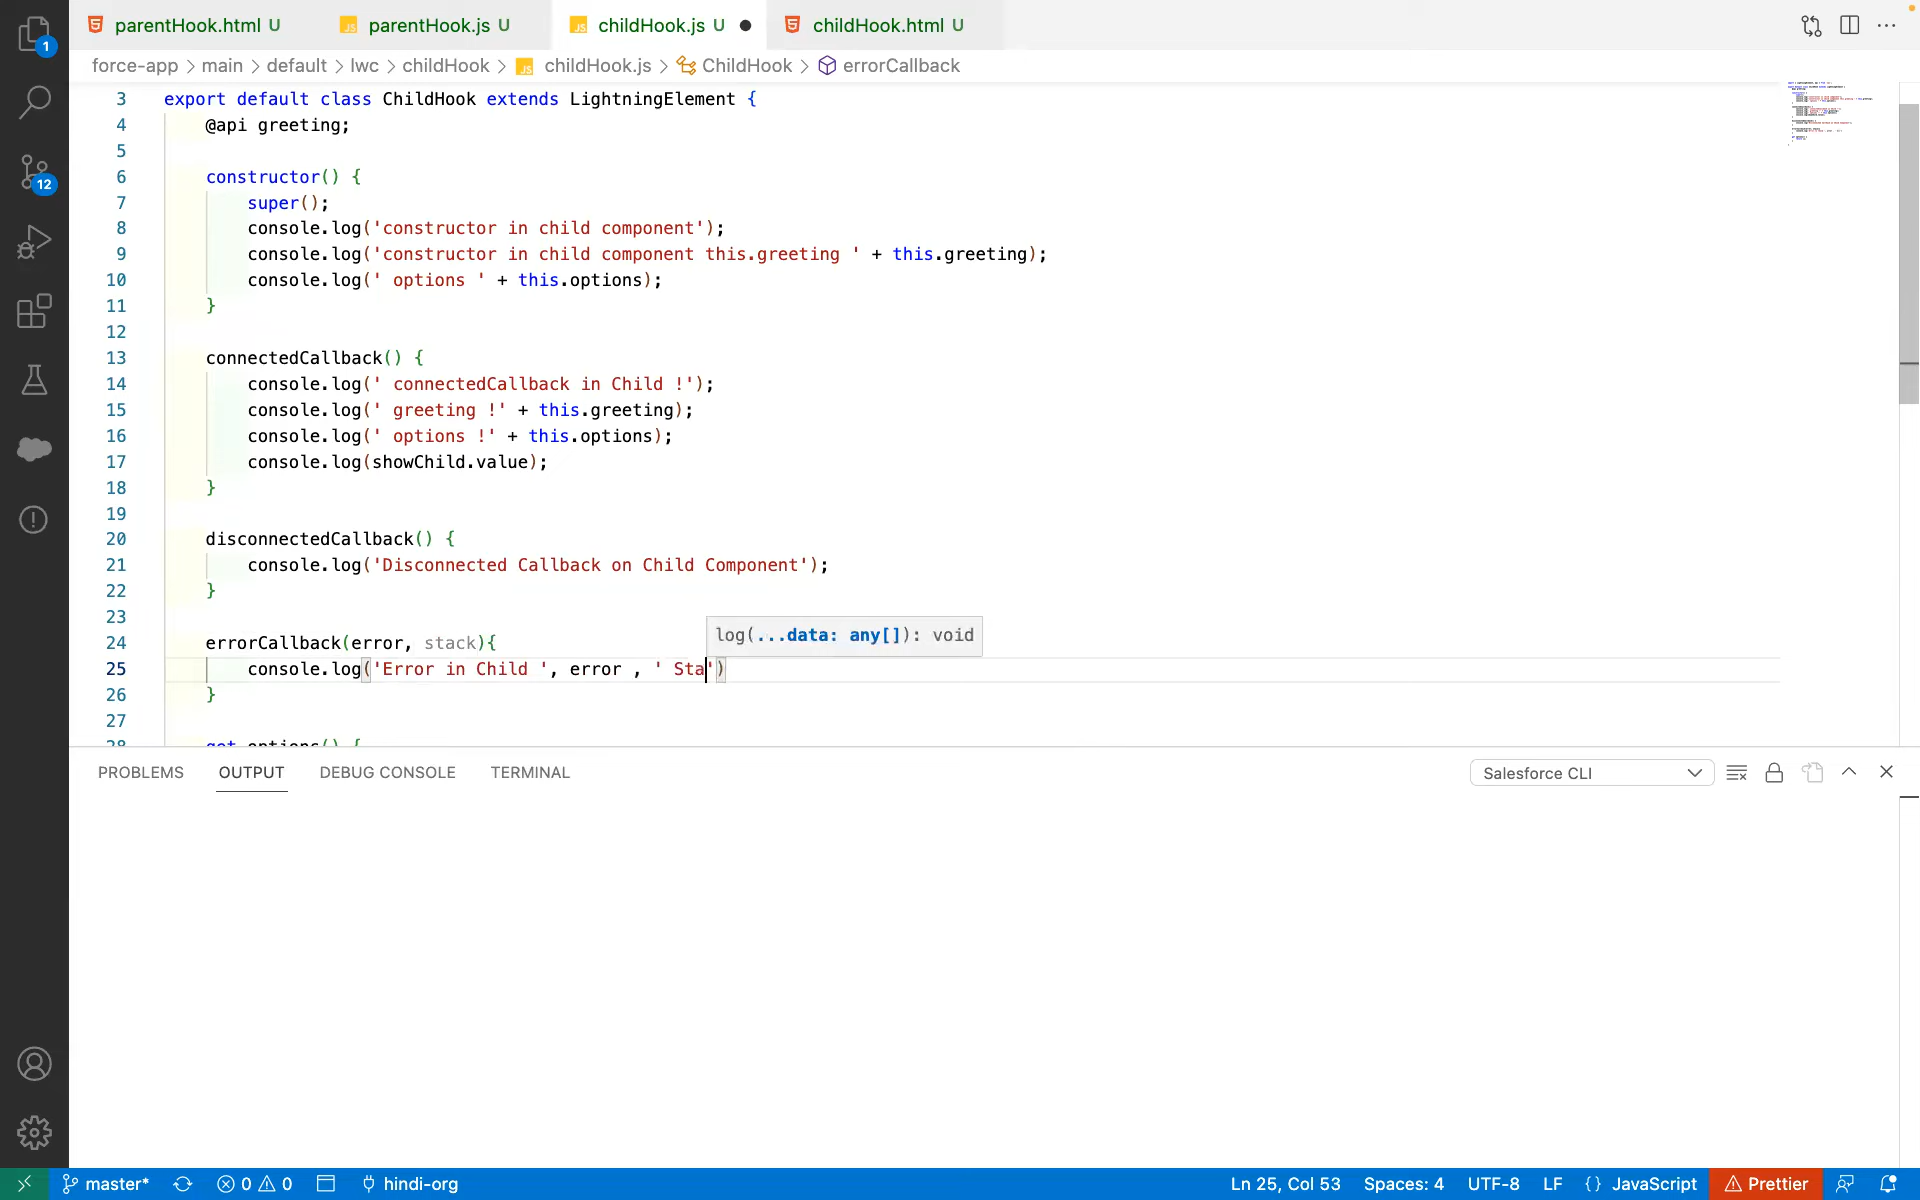 parentHook.html U
parentHook.js U
childHook.js U
childHook.html U
force-app > main > default > lwc > childHook > childHook.js > ChildHook > errorCallback
3 export default class ChildHook extends LightningElement {
4 @api greeting;
5
6 constructor() {
7 super();
8 console.log('constructor in child component');
9 console.log('constructor in child component this.greeting ' + this.greeting);
10 console.log(' options ' + this.options);
11 }
12
13 connectedCallback() {
14 console.log(' connectedCallback in Child !');
15 console.log(' greeting !' + this.greeting);
16 console.log(' options !' + this.options);
17 console.log(showChild.value);
18 }
19
20 disconnectedCallback() {
21 console.log('Disconnected Callback on Child Component');
22 }
23
log(...data: any[]): void
24 errorCallback(error, stack){
25 console.log('Error in Child ', error , ' Sta')
26 }
27
28 get options() {
PROBLEMS OUTPUT DEBUG CONSOLE TERMINAL
Salesforce CLI
1
12
master* 0 0 hindi-org
Ln 25, Col 53 Spaces: 4 UTF-8 LF {} JavaScript Prettier